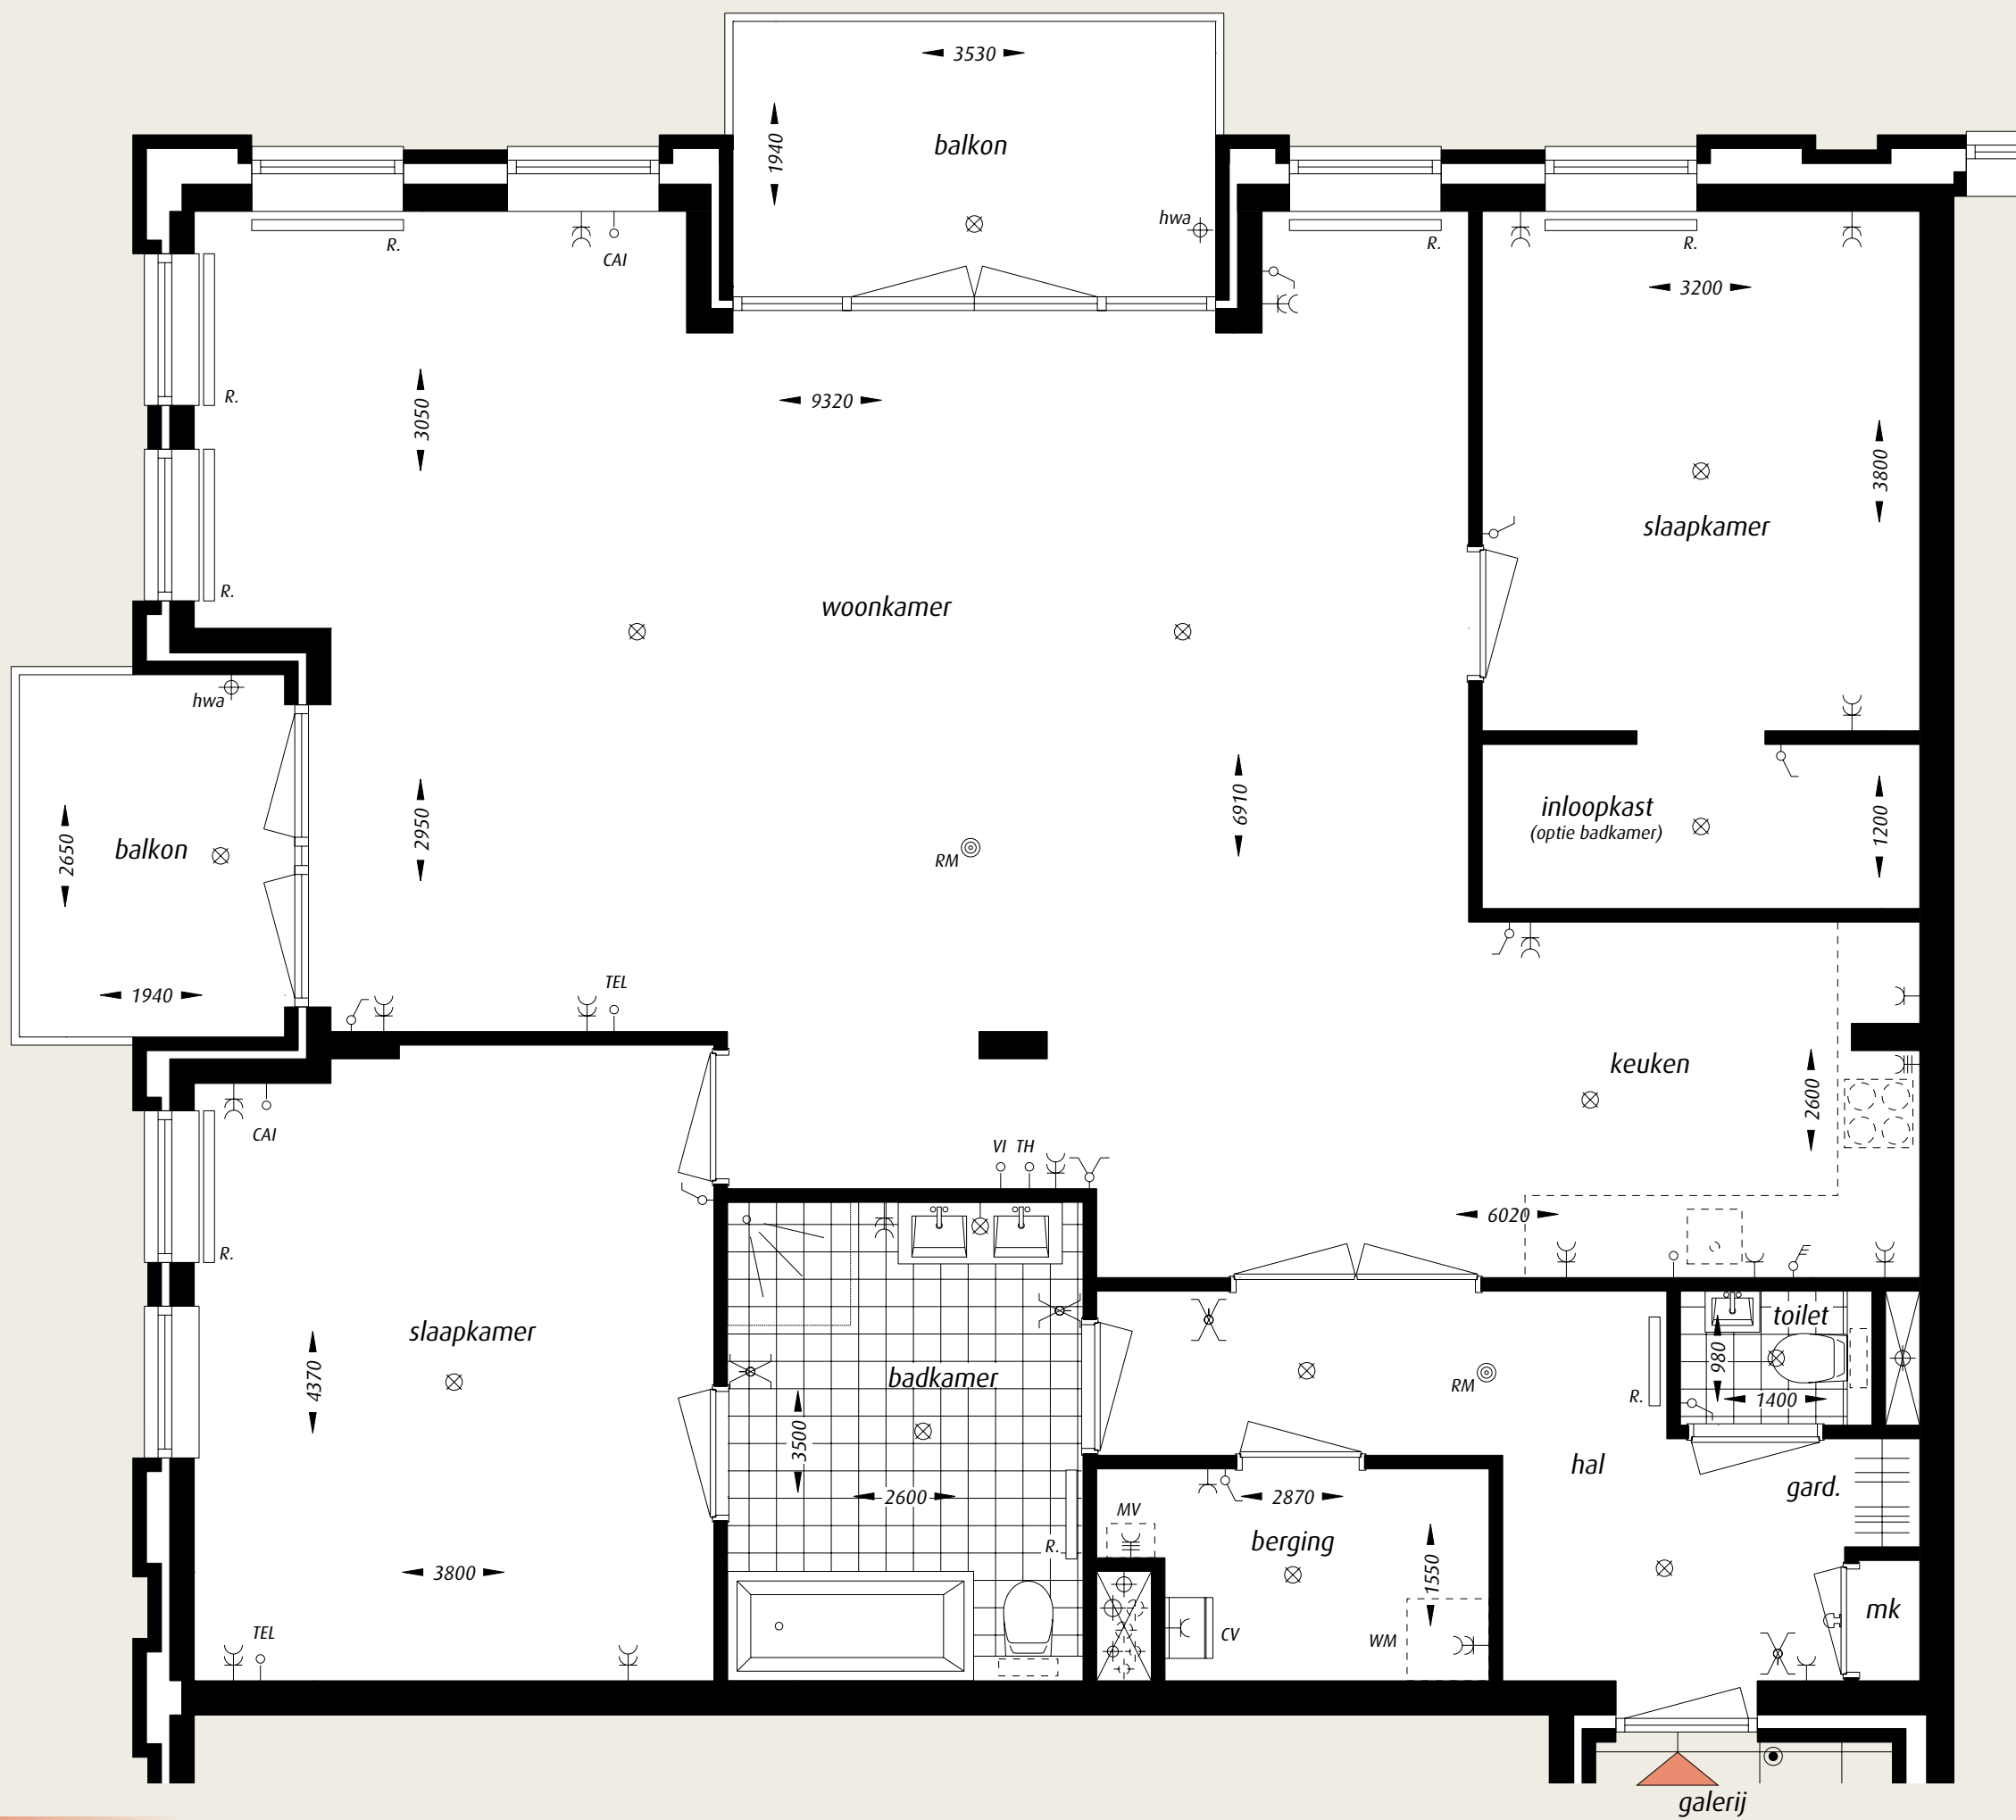 3530
1940
balkon
hwa
R.
CAI
R.
R.
3200
R.
3050
9320
3800
slaapkamer
R.
woonkamer
hwa
2650
balkon
2950
6910
inloopkast
(optie badkamer)
1200
RM
1940
TEL
keuken
2600
CAI
VI TH
R.
6020
slaapkamer
4370
toilet
980
1400
R.
badkamer
RM
3500
2600
hal
gard.
2870
MV
berging
R.
1550
3800
mk
TEL
CV
WM
galerij